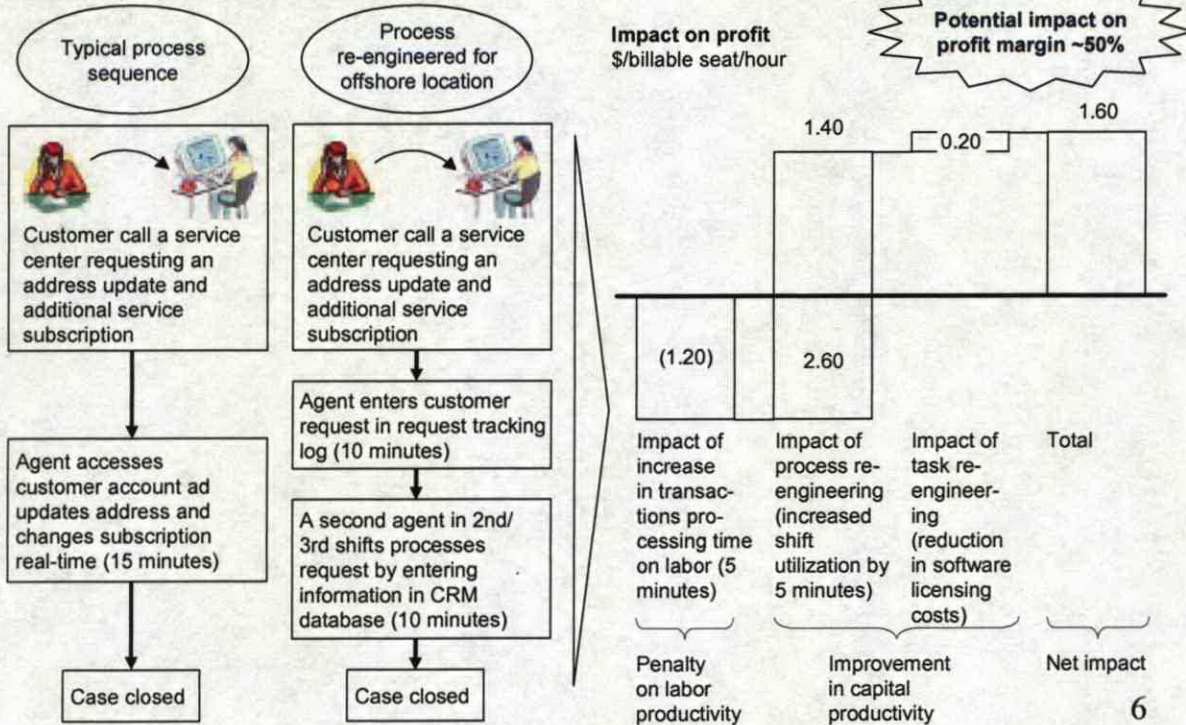 Typical process
sequence
Process
re-engineered for
offshore location
Customer call a service
center requesting an
address update and
additional service
subscription
Customer call a service
center requesting an
address update and
additional service
subscription
Agent accesses
customer account ad
updates address and
changes subscription
real-time (15 minutes)
Agent enters customer
request in request tracking
log (10 minutes)
A second agent in 2nd/
3rd shifts processes
request by entering
information in CRM
database (10 minutes)
Case closed
Case closed
Impact on profit
$/billable seat/hour
Potential impact on
profit margin ~50%
1.40
0.20
1.60
(1.20)
2.60
Impact of
increase
in transac-
tions pro-
cessing time
on labor (5
minutes)
Impact of
process re-
engineering
(increased
shift
utilization by
5 minutes)
Impact of
task re-
engineer-
ing
(reduction
in software
licensing
costs)
Total
Penalty
on labor
productivity
Improvement
in capital
productivity
Net impact
6